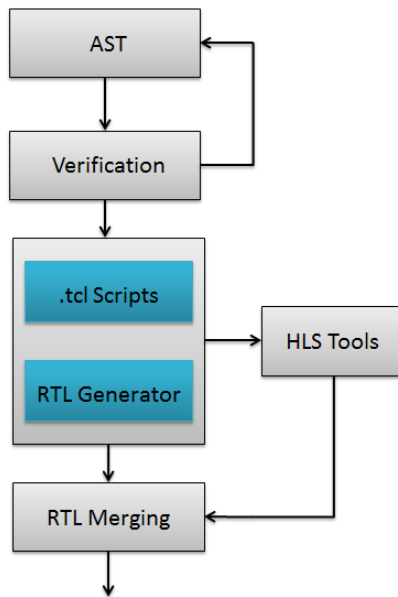 AST
Verification
.tcl Scripts
HLS Tools
RTL Generator
RTL Merging